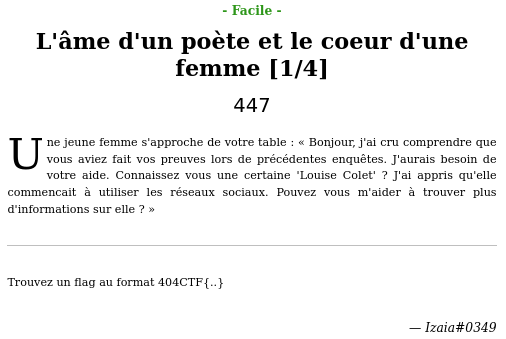 - Facile -
L'âme d'un poète et le coeur d'une
femme [1/4]
447
Une jeune femme s'approche de votre table : « Bonjour, j'ai cru comprendre que
vous aviez fait vos preuves lors de précédentes enquêtes. J'aurais besoin de
votre aide. Connaissez vous une certaine 'Louise Colet' ? J'ai appris qu'elle
commencait à utiliser les réseaux sociaux. Pouvez vous m'aider à trouver plus
d'informations sur elle ? »
Trouvez un flag au format 404CTF{..}
— Izaia#0349